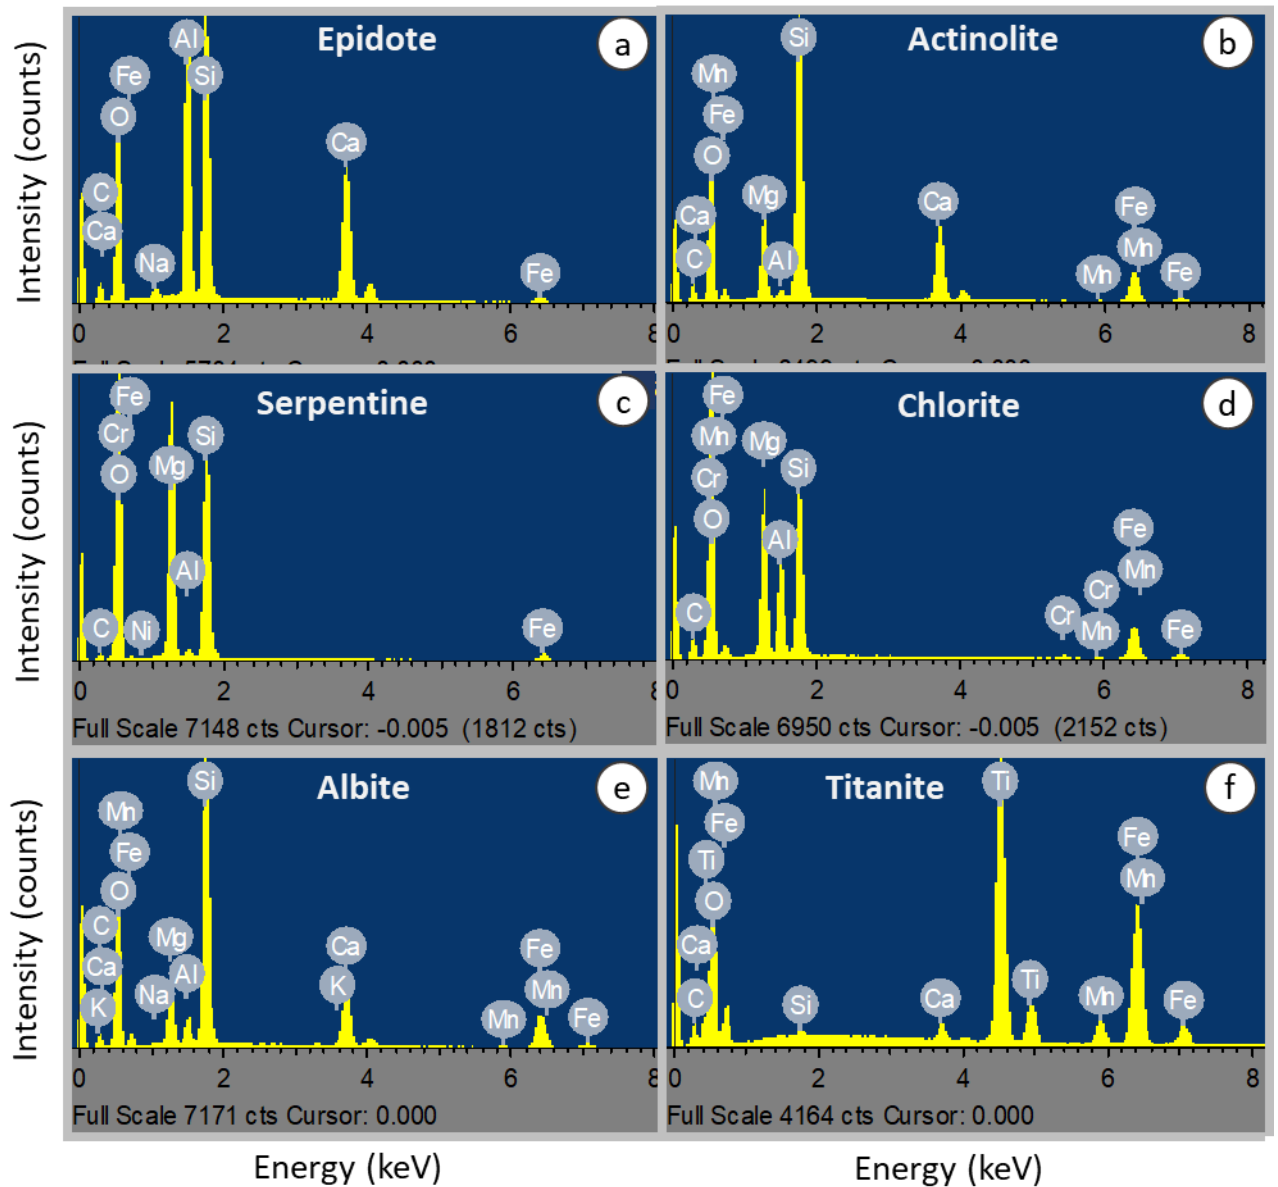 Intensity (counts)
Epidote
a
Al
Fe
Si
O
Ca
C
Ca
Na
Fe
0 2 4 6 8
Actinolite
b
Si
Mn
Fe
O
Mg
Ca
Ca
C
Al
Fe
Mn
Mn
Fe
0 2 4 6 8
Intensity (counts)
Serpentine
c
Fe
Cr
Si
O
Mg
Al
C
Ni
Fe
0 2 4 6 8
Full Scale 7148 cts Cursor: -0.005 (1812 cts)
Chlorite
d
Fe
Mn
Mg
Cr
Si
O
Al
C
Fe
Mn
Cr
Cr
Mn
Fe
0 2 4 6 8
Full Scale 6950 cts Cursor: -0.005 (2152 cts)
Intensity (counts)
Albite
e
Si
Mn
Fe
O
C
Mg
Ca
Al
Na
K
Ca
K
Fe
Mn
Mn
Fe
0 2 4 6 8
Full Scale 7171 cts Cursor: 0.000
Titanite
f
Mn
Ti
Fe
Ti
O
Ca
C
Si
Ca
Ti
Mn
Fe
Mn
Fe
0 2 4 6 8
Full Scale 4164 cts Cursor: 0.000
Energy (keV)
Energy (keV)